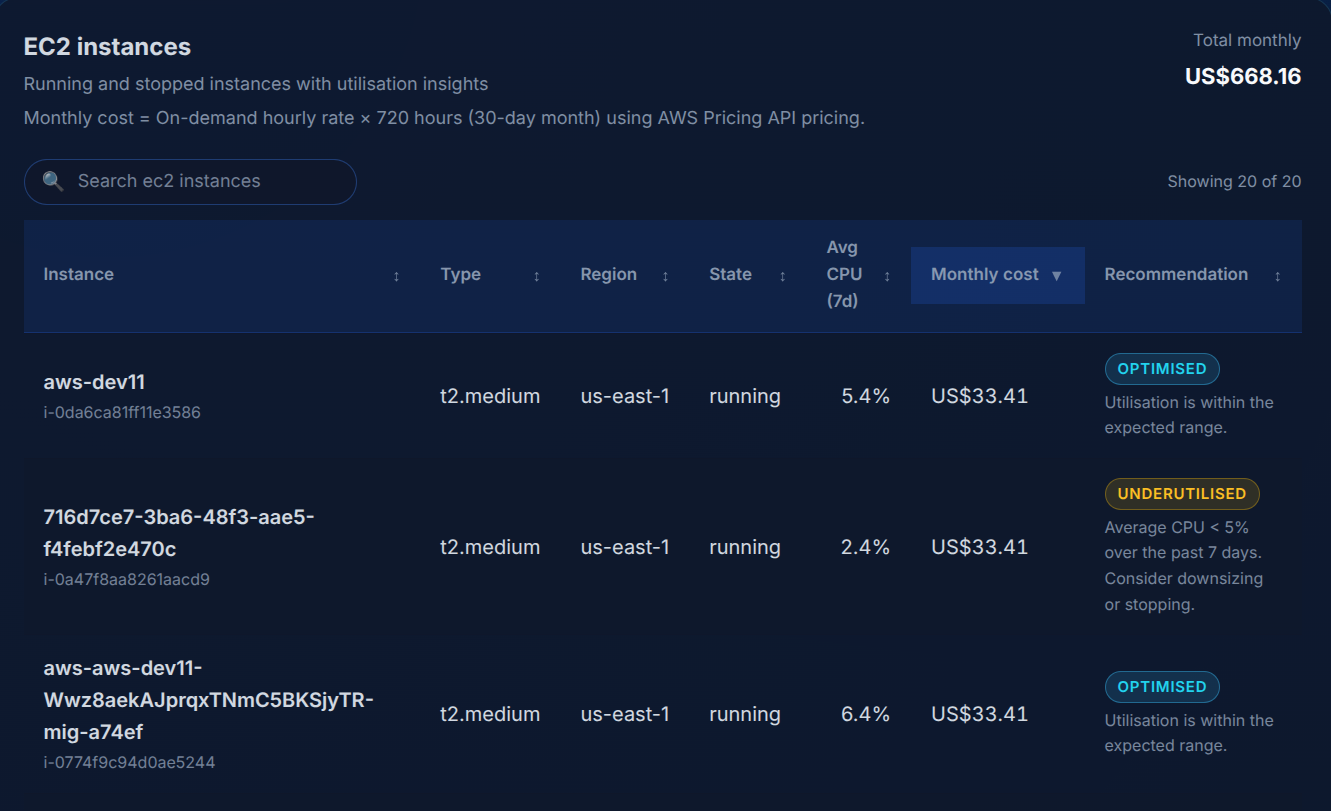 EC2 instances
Total monthly
Running and stopped instances with utilisation insights
US$668.16
Monthly cost = On-demand hourly rate × 720 hours (30-day month) using AWS Pricing API pricing.
Search ec2 instances
Showing 20 of 20
Instance
Type
Region
State
Avg
CPU
(7d)
Monthly cost
Recommendation
aws-dev11
i-0da6ca81ff11e3586
t2.medium
us-east-1
running
5.4%
US$33.41
OPTIMISED
Utilisation is within the
expected range.
716d7ce7-3ba6-48f3-aae5-
f4febf2e470c
i-0a47f8aa8261aacd9
t2.medium
us-east-1
running
2.4%
US$33.41
UNDERUTILISED
Average CPU < 5%
over the past 7 days.
Consider downsizing
or stopping.
aws-aws-dev11-
Wwz8aekAJprqxTNmC5BKSjyTR-
mig-a74ef
i-0774f9c94d0ae5244
t2.medium
us-east-1
running
6.4%
US$33.41
OPTIMISED
Utilisation is within the
expected range.